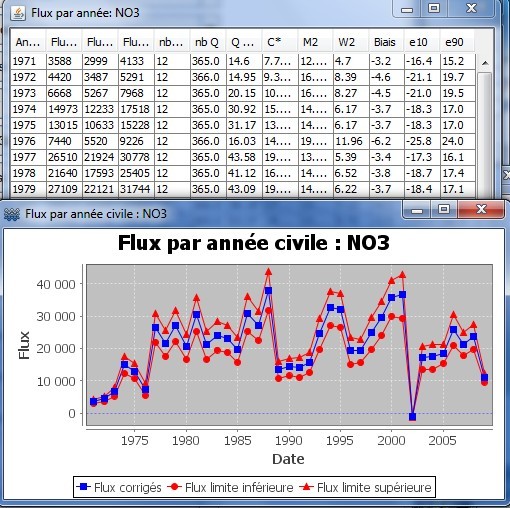 Flux par année: NO3
An... Flu... Flu... Flu... nb... nb Q Q ... C* M2 W2 Biais e10 e90
1971 3588 2999 4133 12 365.0 14.6 7.7... 12.... 4.7 -3.2 -16.4 15.2
1972 4420 3487 5291 12 366.0 14.95 9.3... 16.... 8.39 -4.6 -21.1 19.7
1973 6668 5267 7968 12 365.0 20.15 10.... 16.... 8.27 -4.5 -21.0 19.5
1974 14973 12233 17518 12 365.0 30.92 15.... 14.... 6.17 -3.7 -18.3 17.0
1975 13015 10633 15228 12 365.0 31.17 13.... 14.... 6.17 -3.7 -18.3 17.0
1976 7440 5520 9226 12 366.0 16.03 14.... 19.... 11.96 -6.2 -25.8 24.0
1977 26510 21924 30778 12 365.0 43.58 19.... 13.... 5.39 -3.4 -17.3 16.1
1978 21640 17593 25405 12 365.0 41.12 16.... 14.... 6.52 -3.8 -18.7 17.4
1979 27109 22121 31744 12 365.0 43.09 19.... 14.... 6.22 -3.7 -18.4 17.1
Flux par année civile : NO3
Flux par année civile : NO3
40 000
30 000
20 000
10 000
0
Flux
1975 1980 1985 1990 1995 2000 2005
Date
Flux corrigés Flux limite inférieure Flux limite supérieure